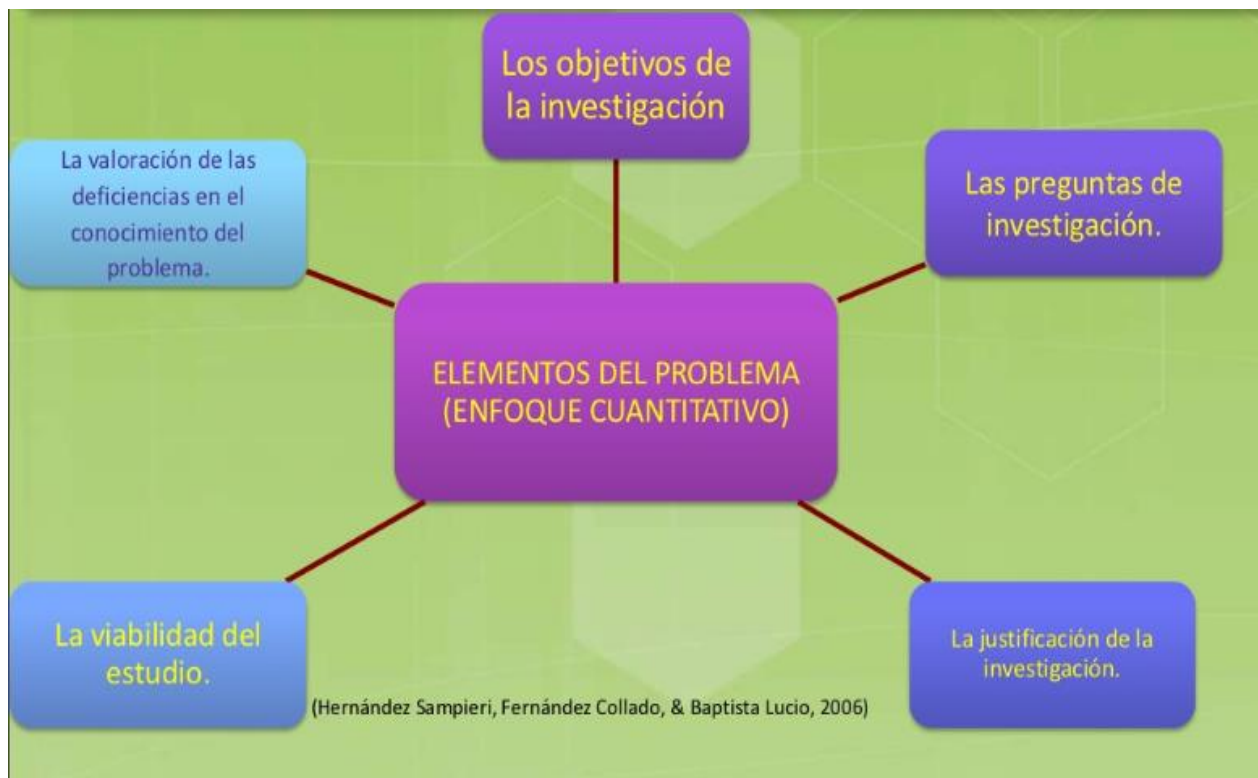 Los objetivos de
la investigación
La valoración de las
deficiencias en el
conocimiento del
problema.
Las preguntas de
investigación.
ELEMENTOS DEL PROBLEMA
(ENFOQUE CUANTITATIVO)
La viabilidad del
estudio.
La justificación de la
investigación.
(Hernández Sampieri, Fernández Collado, & Baptista Lucio, 2006)